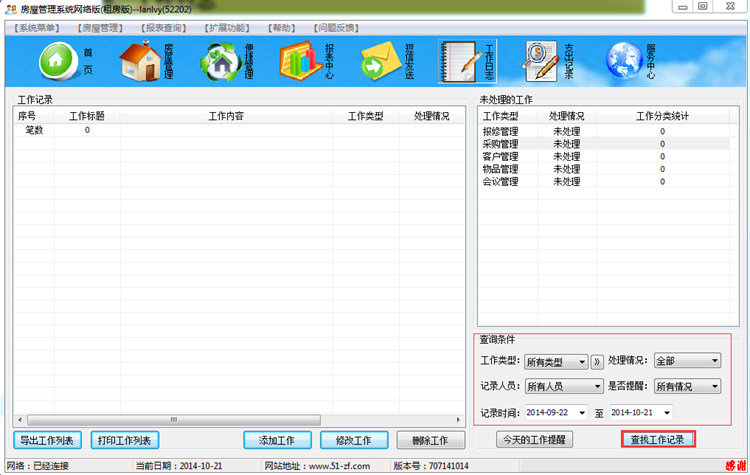 房屋管理系统网络版(租房版)--lanlvy(52202)
【系统菜单】 【房屋管理】 【报表查询】 【扩展功能】 【帮助】 【问题反馈】
首页 房屋管理 便捷管理 报表中心 短信发送 工作日志 支出记录 服务中心
工作记录
序号 工作标题 工作内容 工作类型 处理情况
笔数 0
未处理的工作
工作类型 处理情况 工作分类统计
报修管理 未处理 0
采购管理 未处理 0
客户管理 未处理 0
物品管理 未处理 0
会议管理 未处理 0
查询条件
工作类型: 所有类型 » 处理情况: 全部
记录人员: 所有人员 是否提醒: 所有情况
记录时间: 2014-09-22 至 2014-10-21
导出工作列表 打印工作列表 添加工作 修改工作 删除工作 今天的工作提醒 查找工作记录
网络：已经连接 当前日期：2014-10-21 网站地址：www.51-zf.com 版本号：707141014 感谢